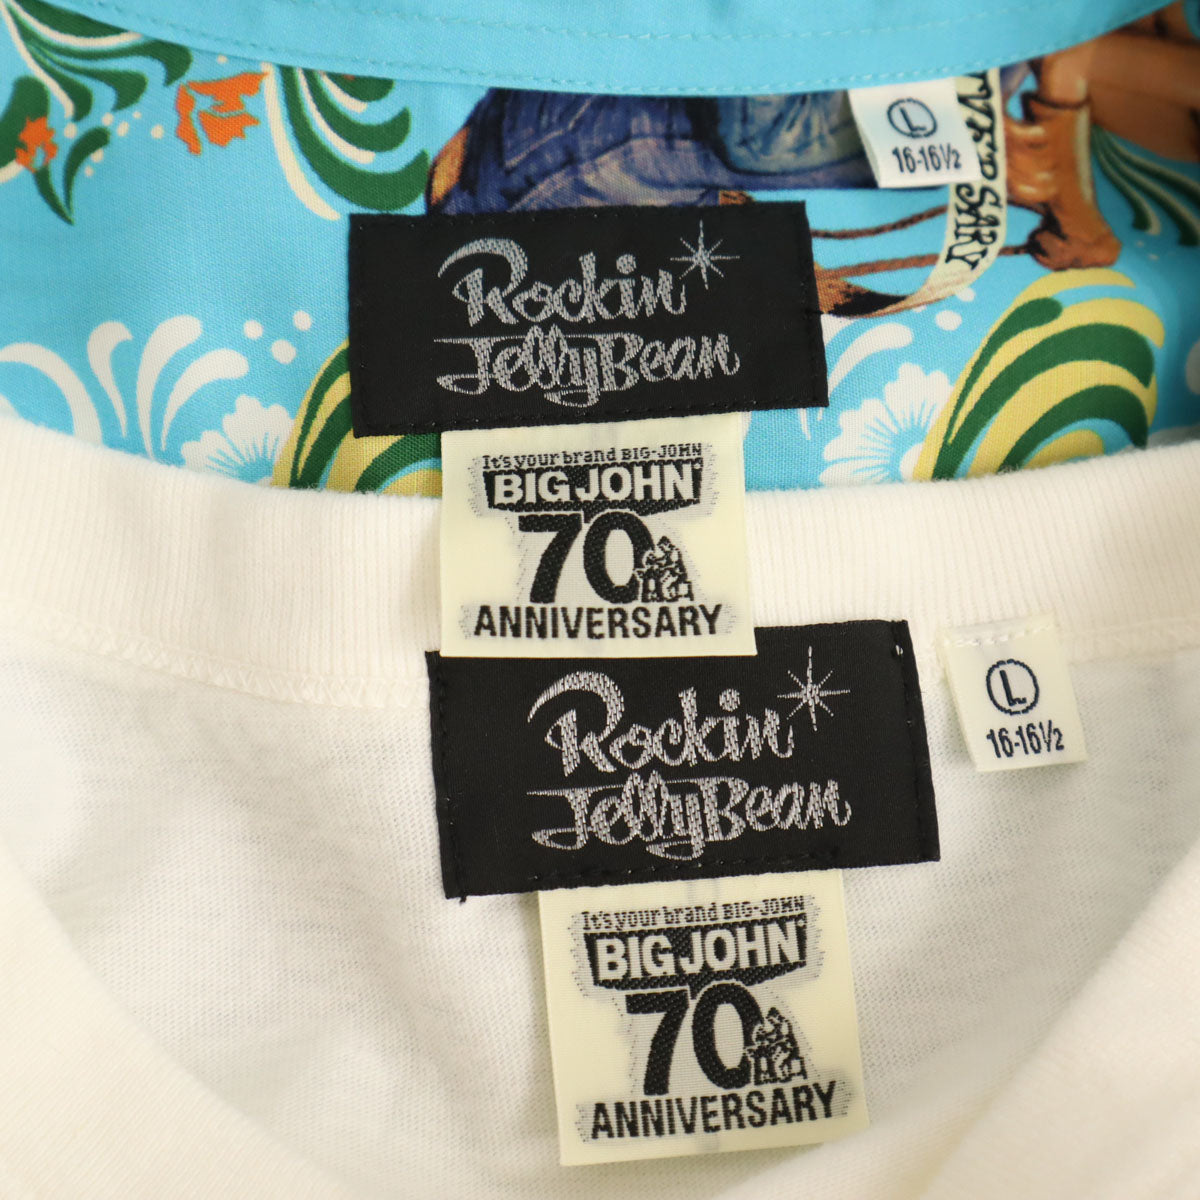 L
16-16½
ANNIVERSARY
Rockin
JellyBean
It's your brand BIG-JOHN
BIG JOHN®
70
ANNIVERSARY
L
16-16½
Rockin
JellyBean
It's your brand BIG-JOHN
BIG JOHN®
70
ANNIVERSARY